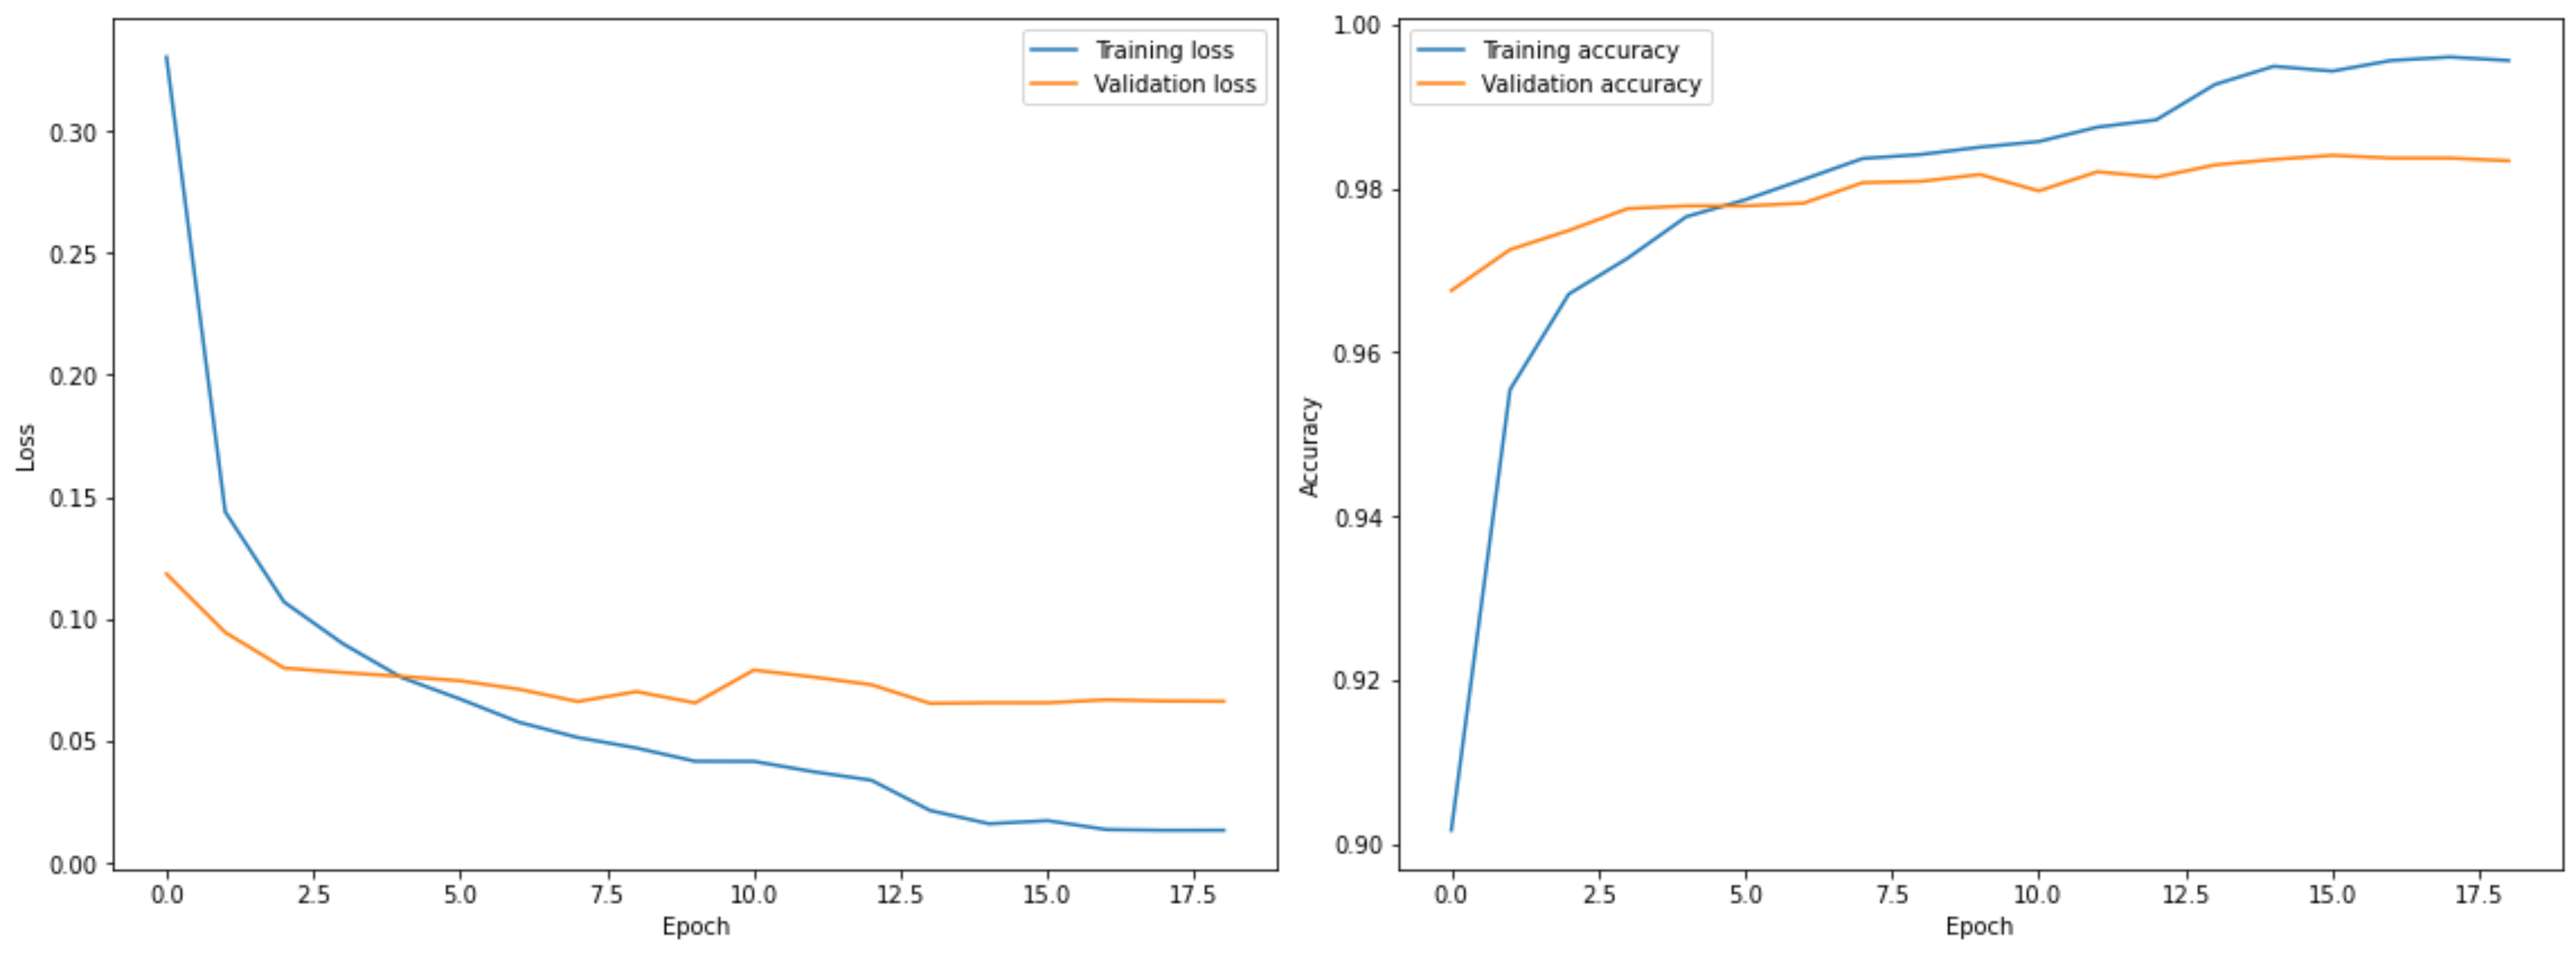 Training loss
Validation loss
0.30
0.25
0.20
0.15
0.10
0.05
0.00
Loss
0.0 2.5 5.0 7.5 10.0 12.5 15.0 17.5
Epoch
Training accuracy
Validation accuracy
1.00
0.98
0.96
0.94
0.92
0.90
Accuracy
0.0 2.5 5.0 7.5 10.0 12.5 15.0 17.5
Epoch